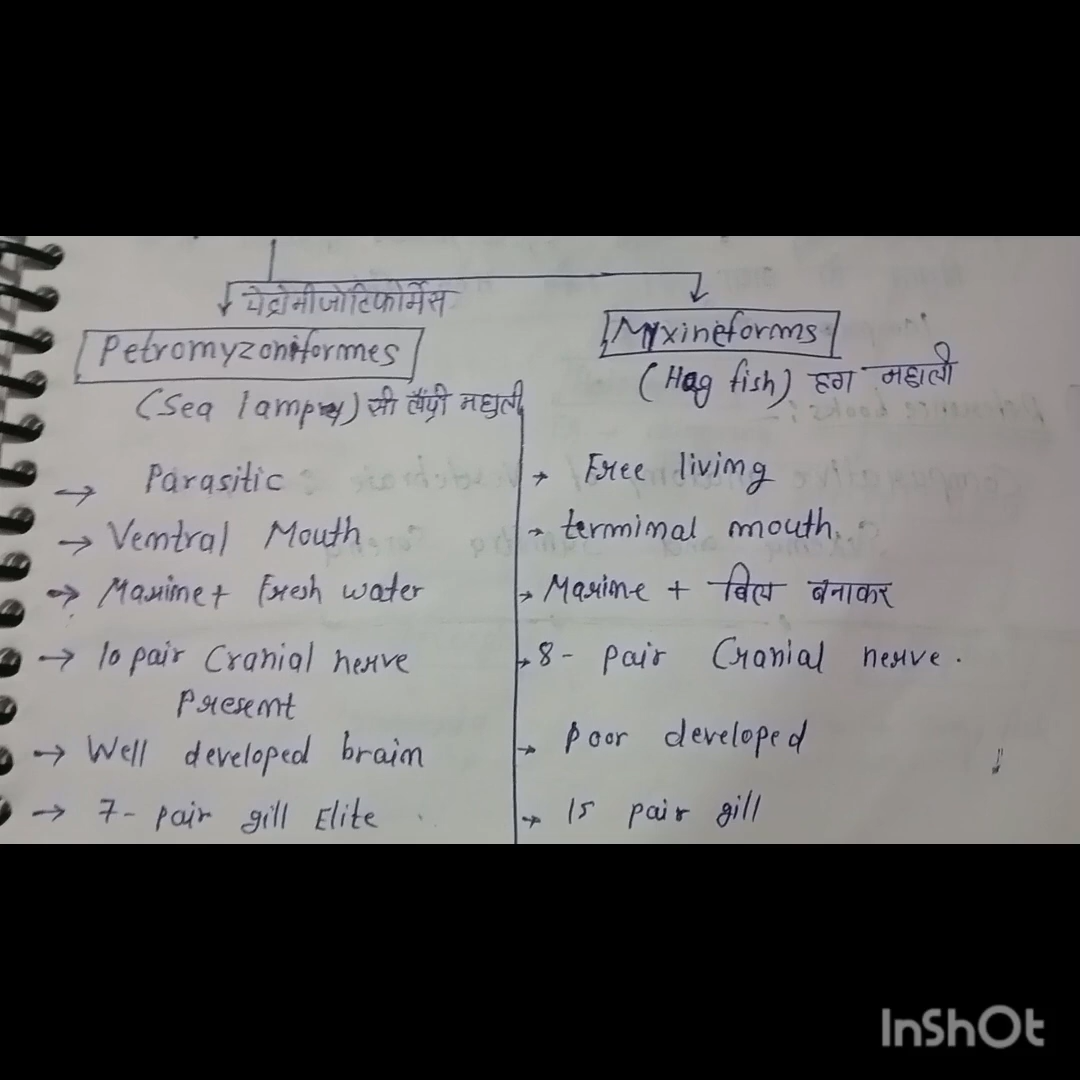 पेट्रोमीजोटिफोर्मेस
Petromyzoniformes
(Sea lamprey) सी लैंप्री मछली
→ Parasitic
→ Ventral Mouth
→ Marine + Fresh water
→ 10 pair Cranial nerve
Present
→ Well developed brain
→ 7- pair gill Elite
Myxineforms
(Hag fish) हग मछली
→ Free living
→ terminal mouth.
→ Marine + बिल बनाकर
→ 8- pair Cranial nerve.
→ Poor developed
→ 15 pair gill
InShOt